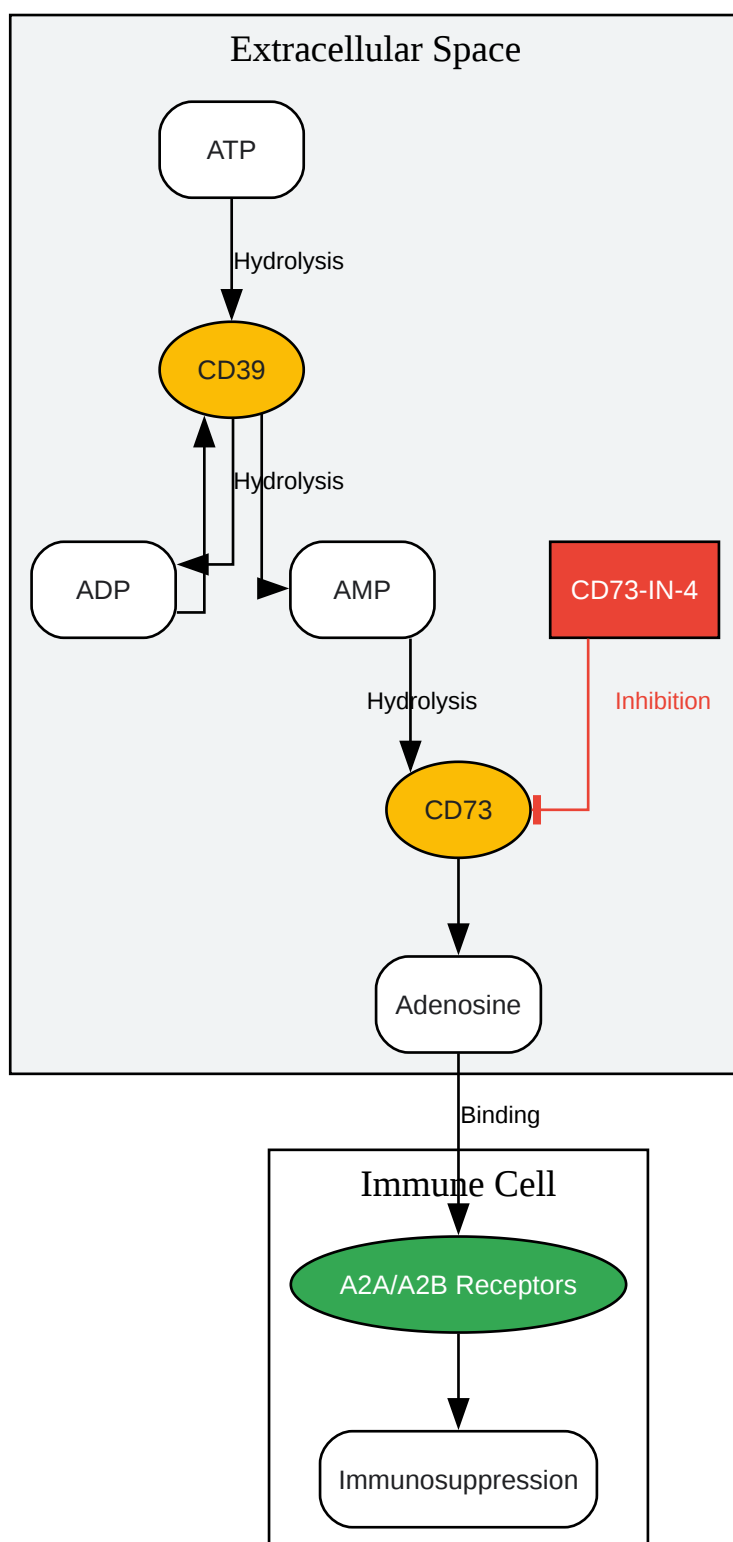 Extracellular Space
ATP
Hydrolysis
CD39
Hydrolysis
ADP
AMP
CD73-IN-4
Hydrolysis
Inhibition
CD73
Adenosine
Binding
Immune Cell
A2A/A2B Receptors
Immunosuppression